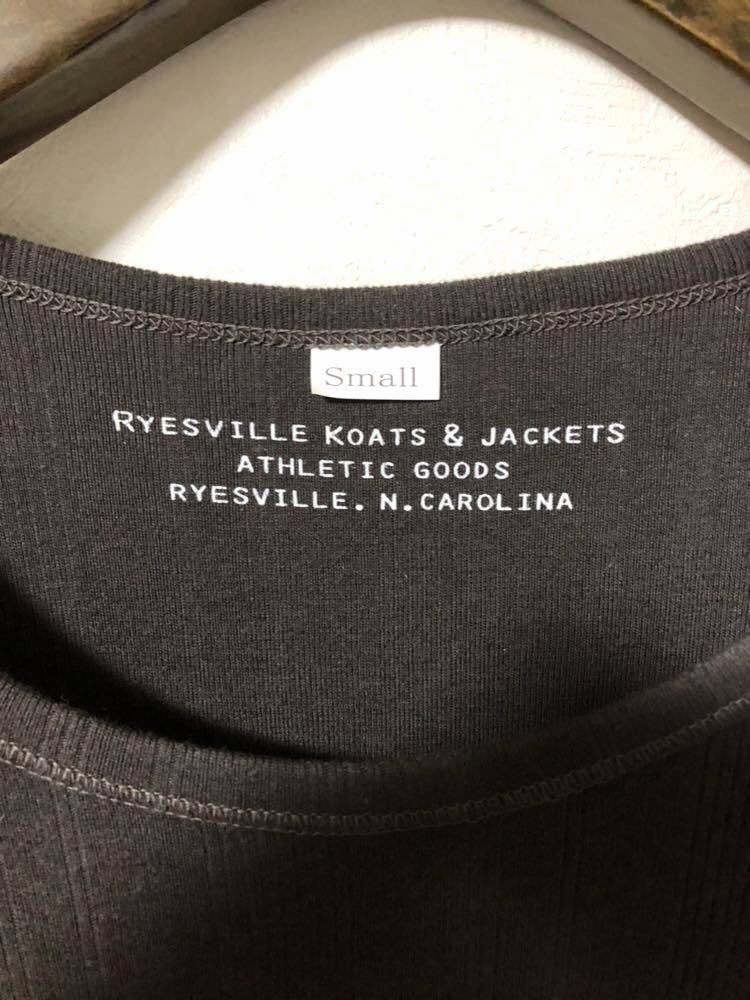 Small
RYESVILLE KOATS & JACKETS
ATHLETIC GOODS
RYESVILLE. N.CAROLINA